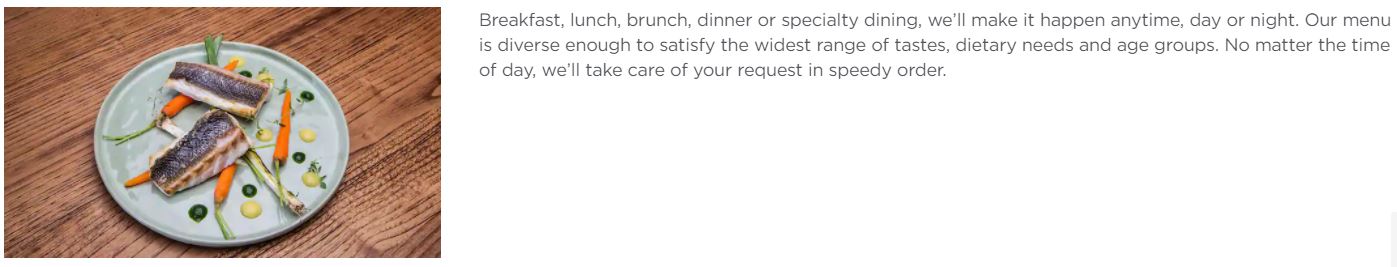 Breakfast, lunch, brunch, dinner or specialty dining, we’ll make it happen anytime, day or night. Our menu
is diverse enough to satisfy the widest range of tastes, dietary needs and age groups. No matter the time
of day, we’ll take care of your request in speedy order.